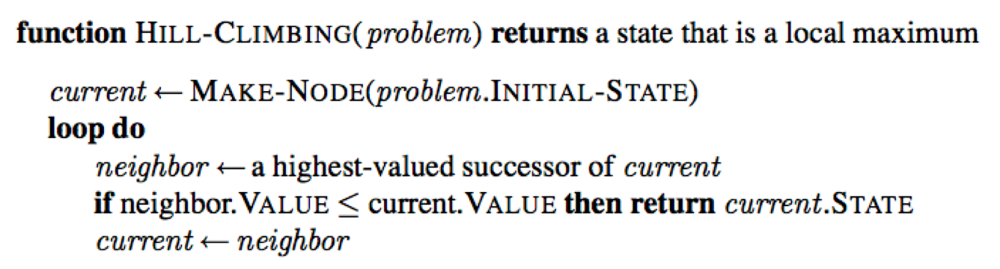 function HILL-CLIMBING(problem) returns a state that is a local maximum
current ← MAKE-NODE(problem.INITIAL-STATE)
loop do
neighbor ← a highest-valued successor of current
if neighbor.VALUE ≤ current.VALUE then return current.STATE
current ← neighbor